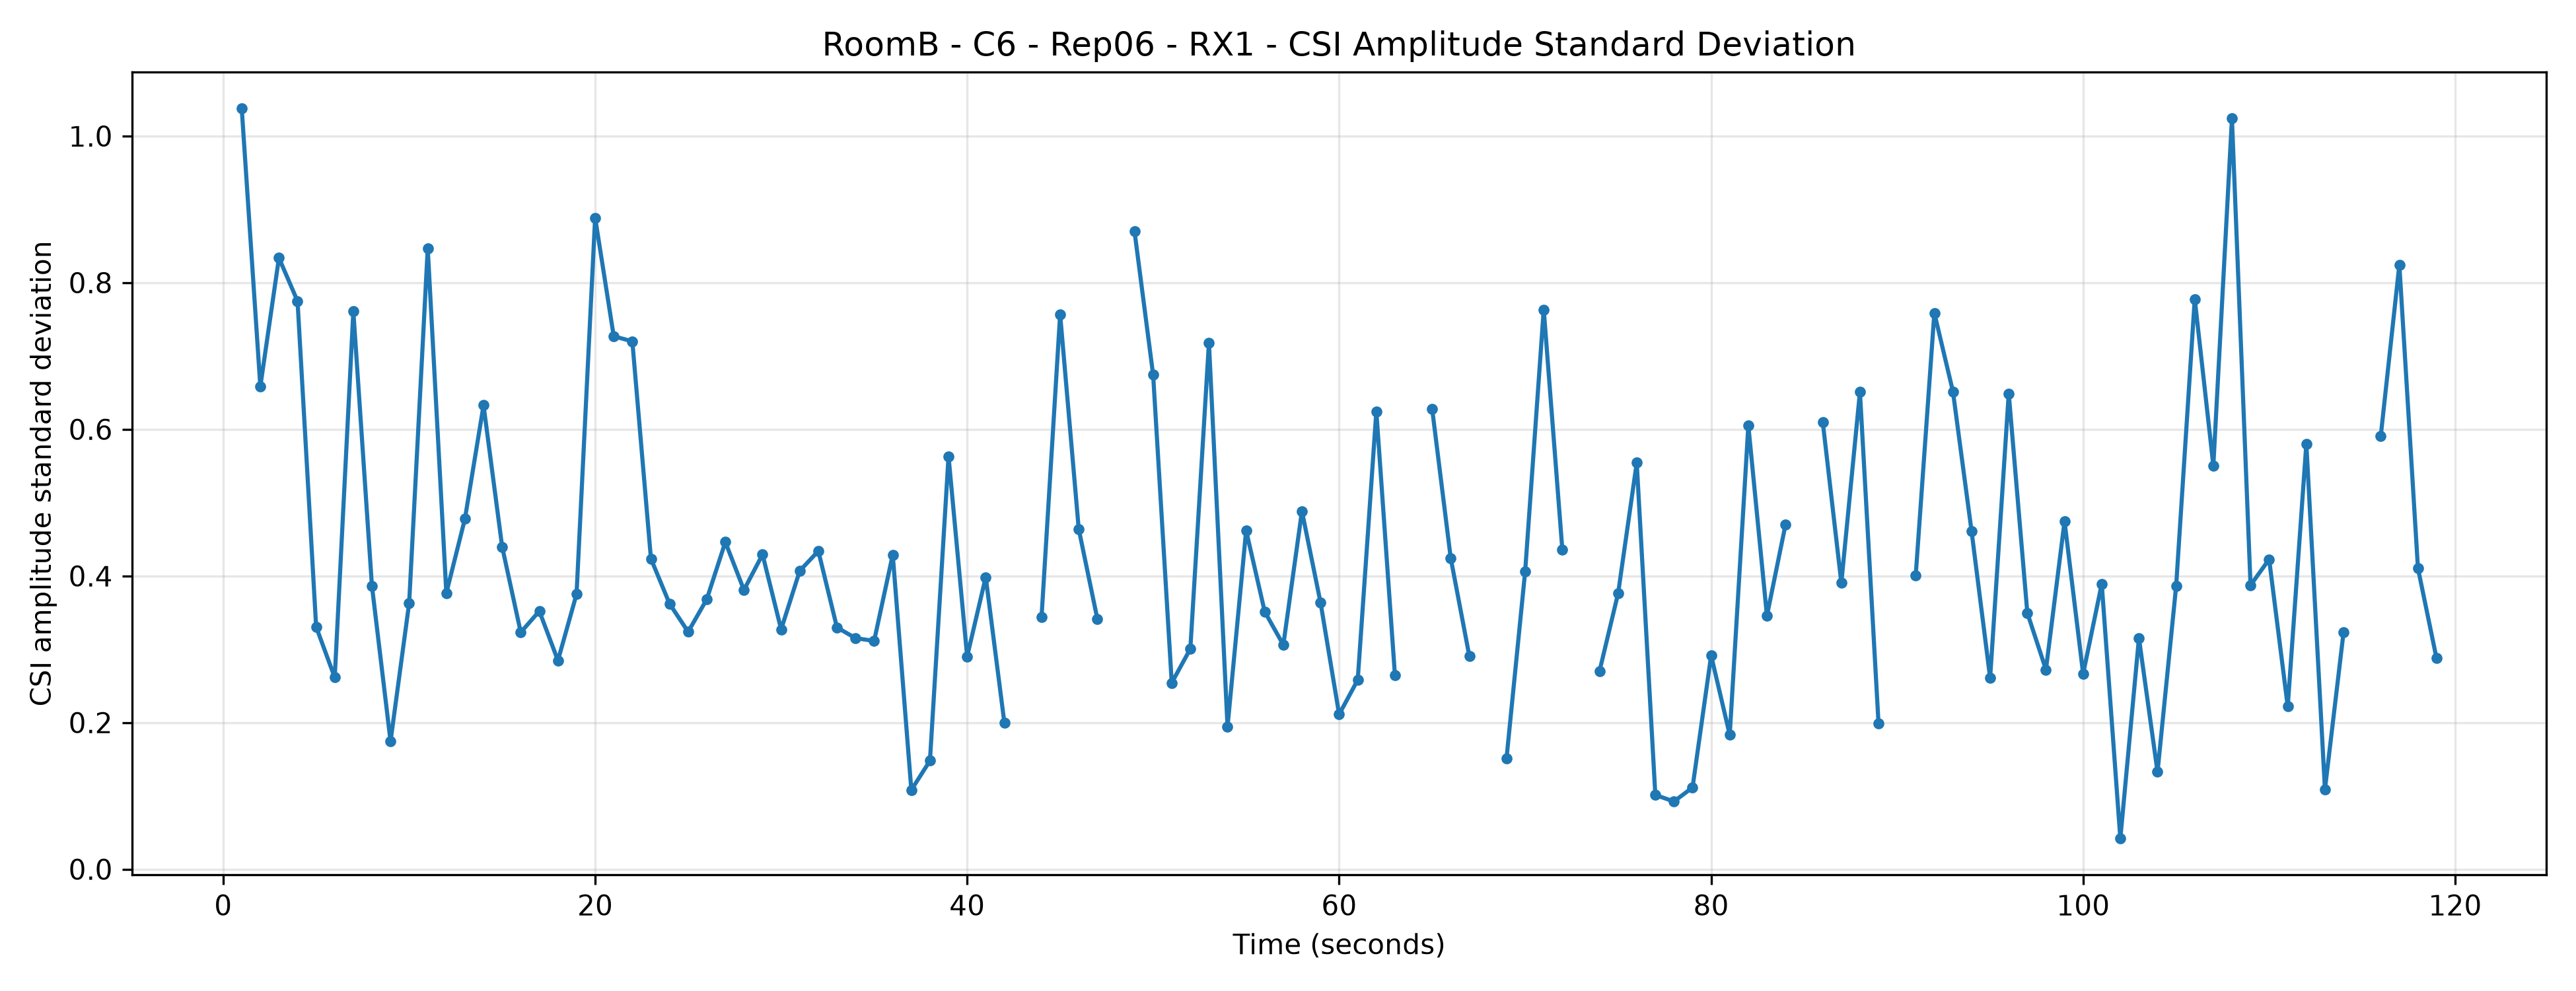 RoomB - C6 - Rep06 - RX1 - CSI Amplitude Standard Deviation
CSI amplitude standard deviation
1.0
0.8
0.6
0.4
0.2
0.0
0 20 40 60 80 100 120
Time (seconds)